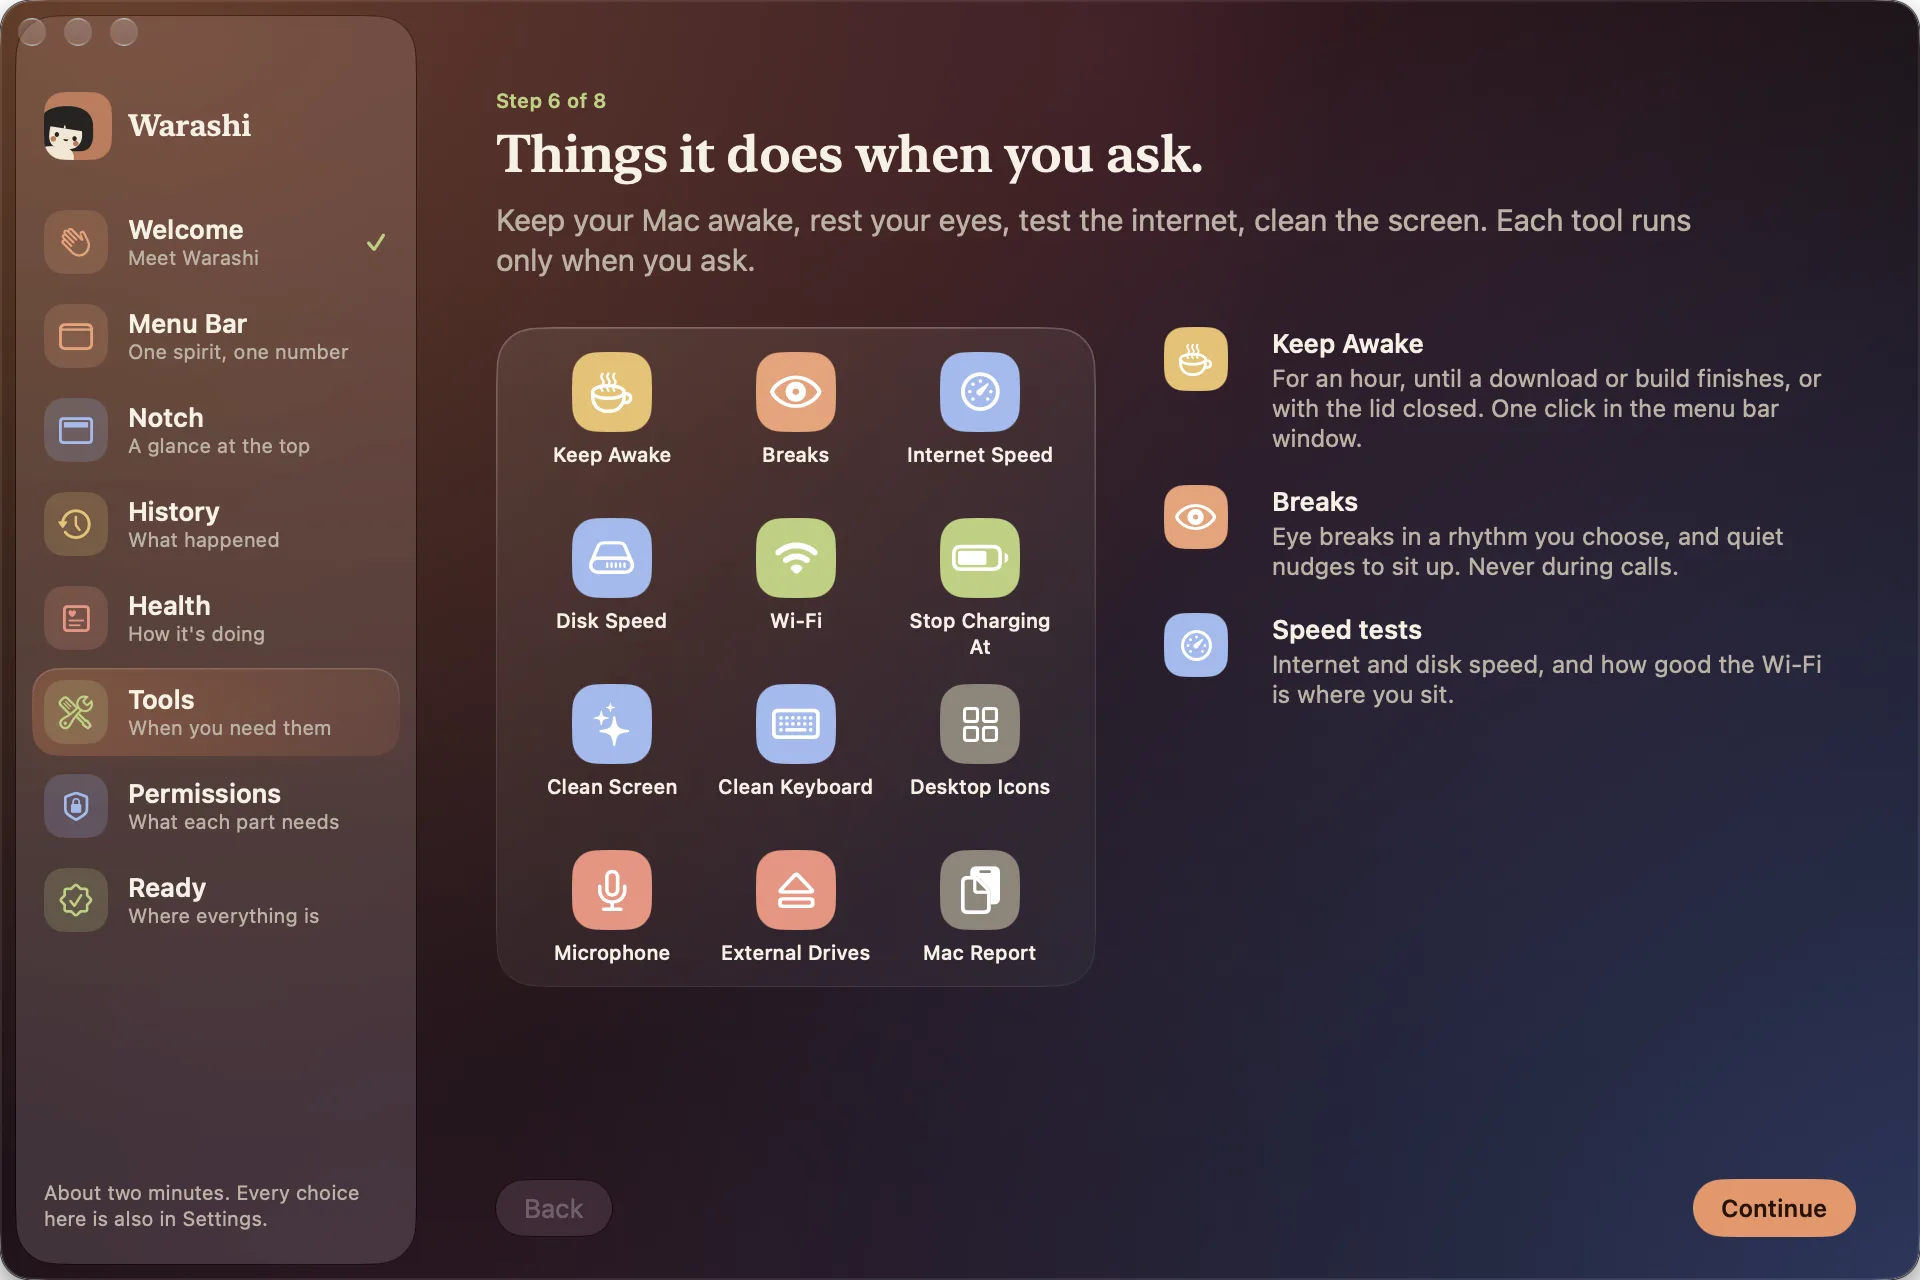 Warashi
Welcome
Meet Warashi
Menu Bar
One spirit, one number
Notch
A glance at the top
History
What happened
Health
How it's doing
Tools
When you need them
Permissions
What each part needs
Ready
Where everything is
About two minutes. Every choice
here is also in Settings.
Step 6 of 8
Things it does when you ask.
Keep your Mac awake, rest your eyes, test the internet, clean the screen. Each tool runs
only when you ask.
Keep Awake
Breaks
Internet Speed
Disk Speed
Wi-Fi
Stop Charging
At
Clean Screen
Clean Keyboard
Desktop Icons
Microphone
External Drives
Mac Report
Keep Awake
For an hour, until a download or build finishes, or
with the lid closed. One click in the menu bar
window.
Breaks
Eye breaks in a rhythm you choose, and quiet
nudges to sit up. Never during calls.
Speed tests
Internet and disk speed, and how good the Wi-Fi
is where you sit.
Back
Continue